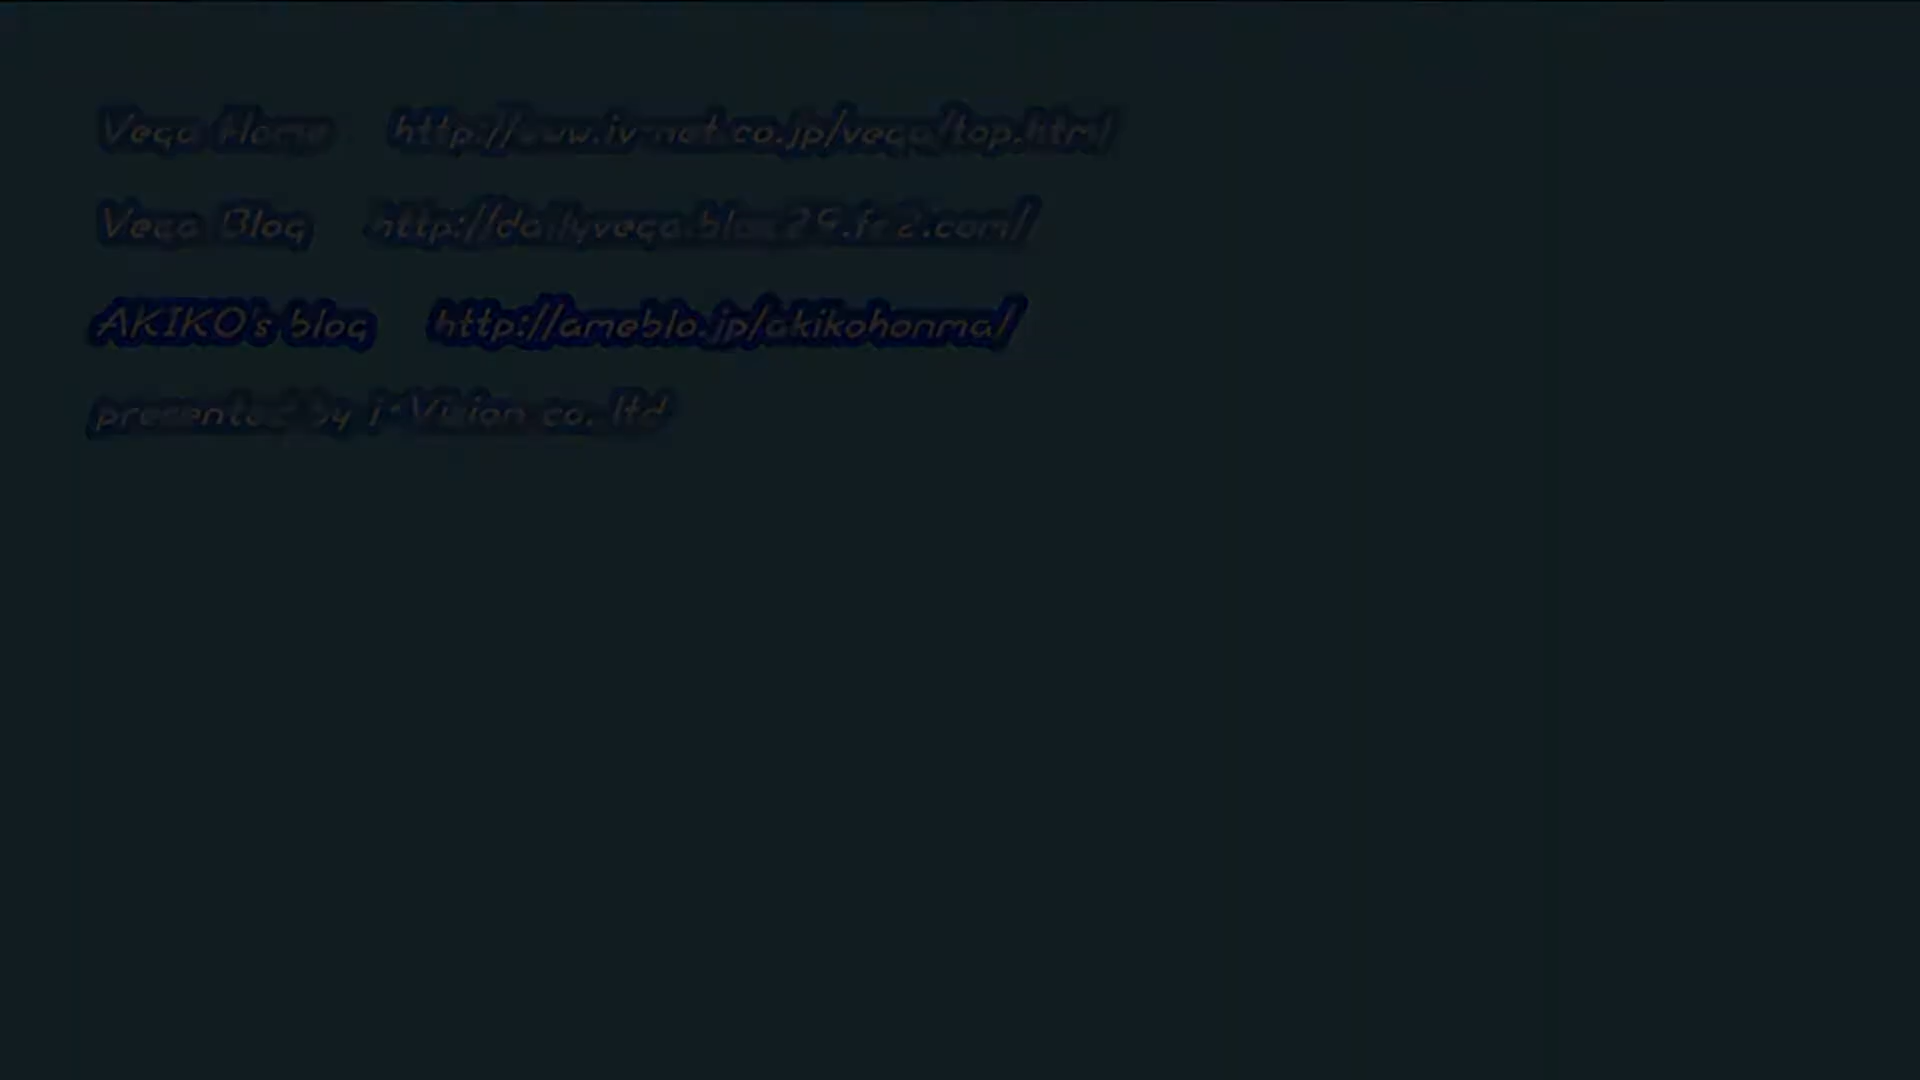 Vega Home http://www.iv-net.co.jp/vega/top.html
Vega Blog http://dailyvega.blog29.fc2.com/
AKIKO's blog http://ameblo.jp/akikohonma/
presented by i-Vision co. ltd